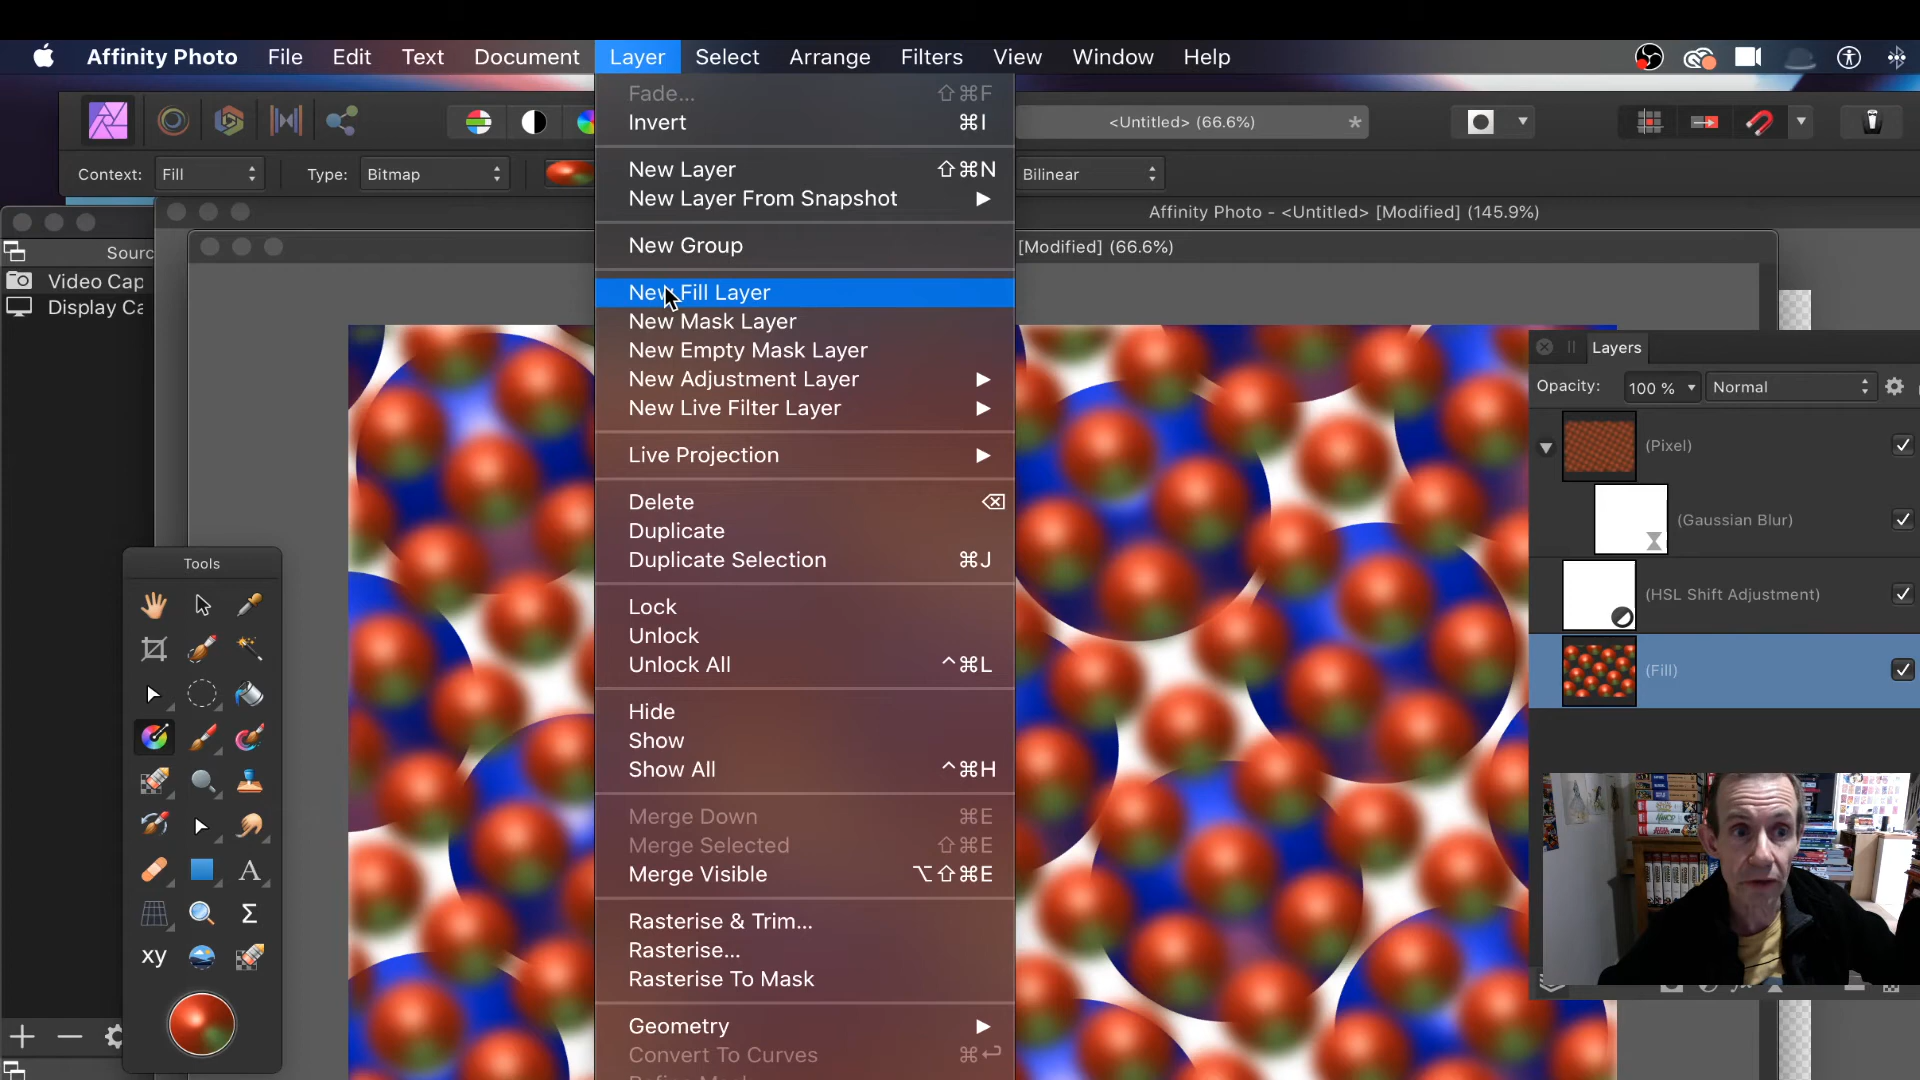 Affinity Photo File Edit Text Document Layer Select Arrange Filters View Window Help
Fade... ⇧⌘F
Invert ⌘I
<Untitled> (66.6%) *
Context: Fill Type: Bitmap Bilinear
New Layer ⇧⌘N
New Layer From Snapshot ▶
Affinity Photo - <Untitled> [Modified] (145.9%)
New Group
[Modified] (66.6%)
Sourc
Video Cap
Display Ca
New Fill Layer
New Mask Layer
New Empty Mask Layer
New Adjustment Layer ▶
New Live Filter Layer ▶
Live Projection ▶
Delete ⌫
Duplicate
Duplicate Selection ⌘J
Lock
Unlock
Unlock All ^⌘L
Hide
Show
Show All ^⌘H
Merge Down ⌘E
Merge Selected ⇧⌘E
Merge Visible ⌥⇧⌘E
Rasterise & Trim...
Rasterise...
Rasterise To Mask
Geometry ▶
Convert To Curves ⌘↩
Layers
Opacity: 100 % Normal
(Pixel)
(Gaussian Blur)
(HSL Shift Adjustment)
(Fill)
Tools
A
Σ
xy